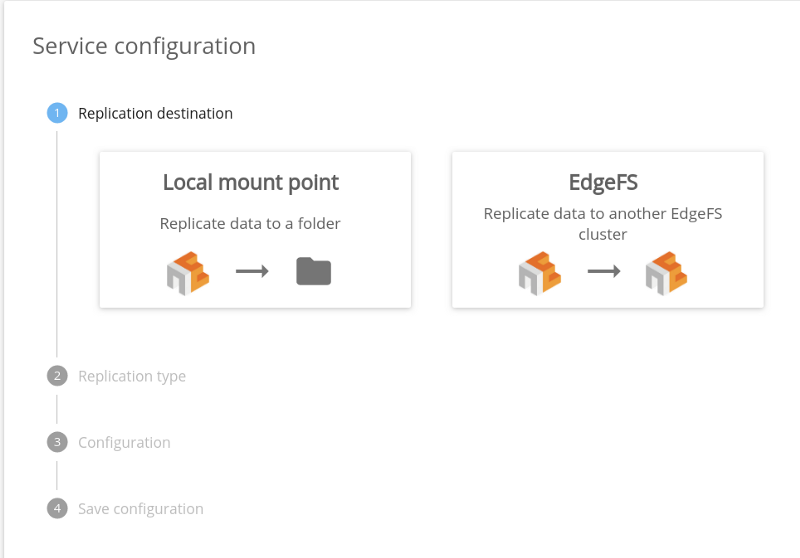 Service configuration
1 Replication destination
Local mount point
Replicate data to a folder
EdgeFS
Replicate data to another EdgeFS
cluster
2 Replication type
3 Configuration
4 Save configuration